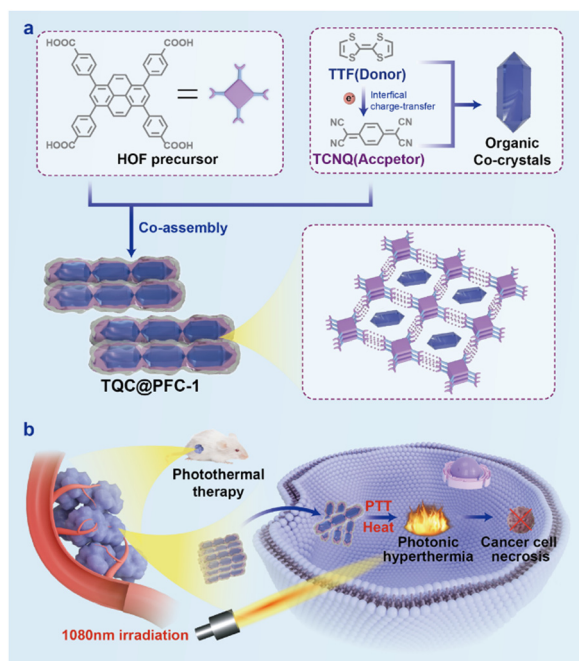 a
HOOC
COOH
HOOC
COOH
HOF precursor
TTF(Donor)
e-
Interfical
charge-transfer
NC
CN
NC
CN
TCNQ(Accpetor)
Organic
Co-crystals
Co-assembly
TQC@PFC-1
b
Photothermal
therapy
PTT
Heat
Photonic
hyperthermia
Cancer cell
necrosis
1080nm irradiation